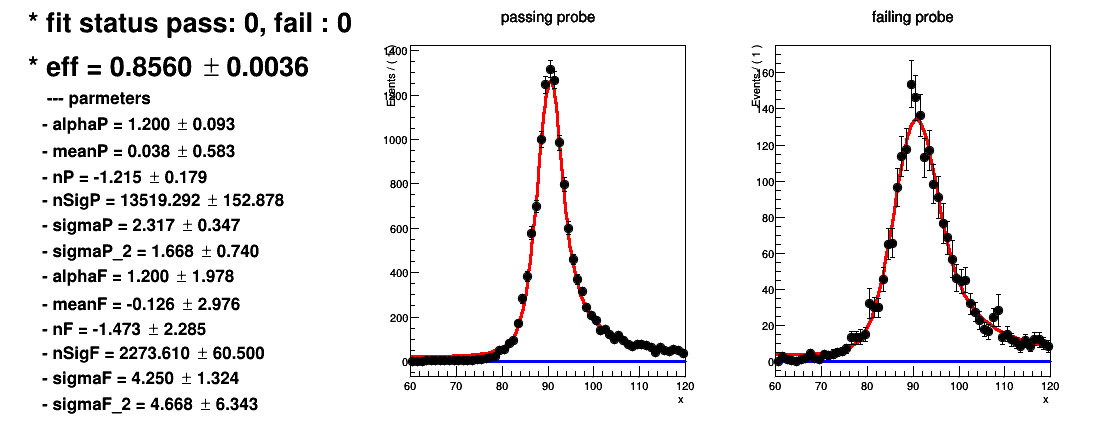 * fit status pass: 0, fail : 0
* eff = 0.8560 ± 0.0036
--- parmeters
- alphaP = 1.200 ± 0.093
- meanP = 0.038 ± 0.583
- nP = -1.215 ± 0.179
- nSigP = 13519.292 ± 152.878
- sigmaP = 2.317 ± 0.347
- sigmaP_2 = 1.668 ± 0.740
- alphaF = 1.200 ± 1.978
- meanF = -0.126 ± 2.976
- nF = -1.473 ± 2.285
- nSigF = 2273.610 ± 60.500
- sigmaF = 4.250 ± 1.324
- sigmaF_2 = 4.668 ± 6.343
passing probe
Events / ( 1 )
1400
1200
1000
800
600
400
200
0
60 70 80 90 100 110 120
x
failing probe
Events / ( 1 )
160
140
120
100
80
60
40
20
0
60 70 80 90 100 110 120
x